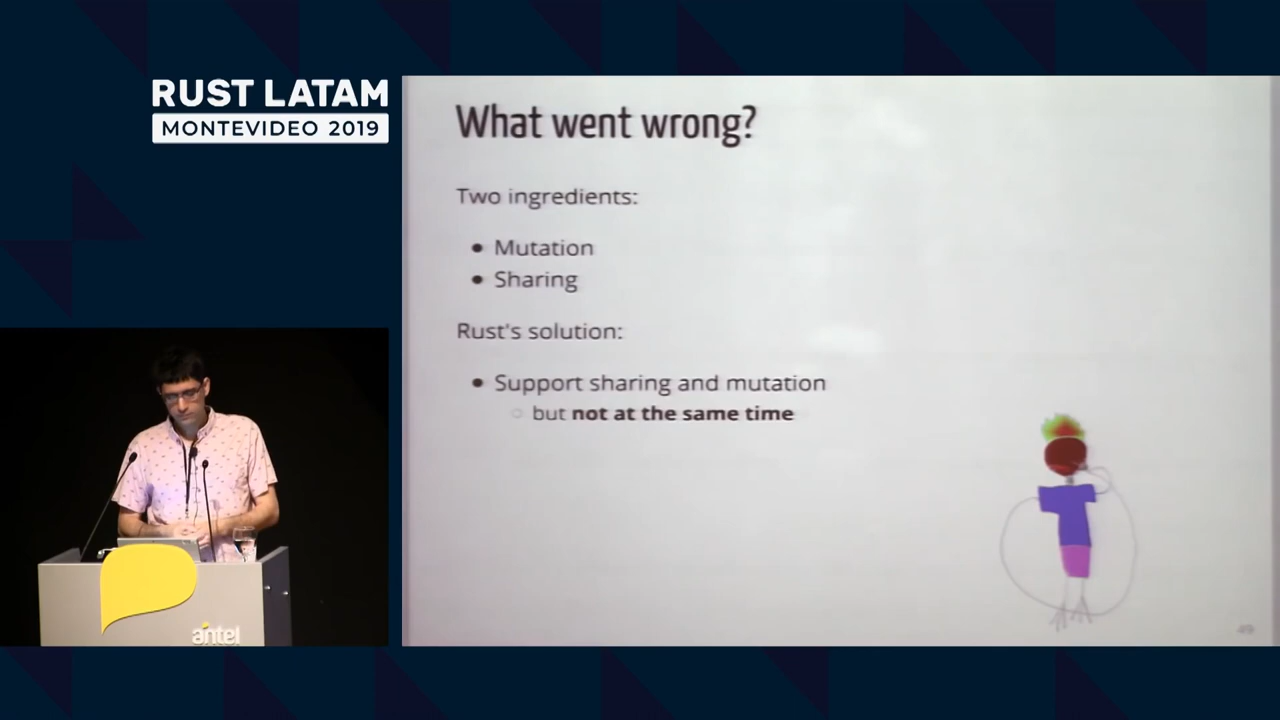 RUST LATAM
MONTEVIDEO 2019
What went wrong?
Two ingredients:
Mutation
Sharing
Rust's solution:
Support sharing and mutation
but not at the same time
49
antel